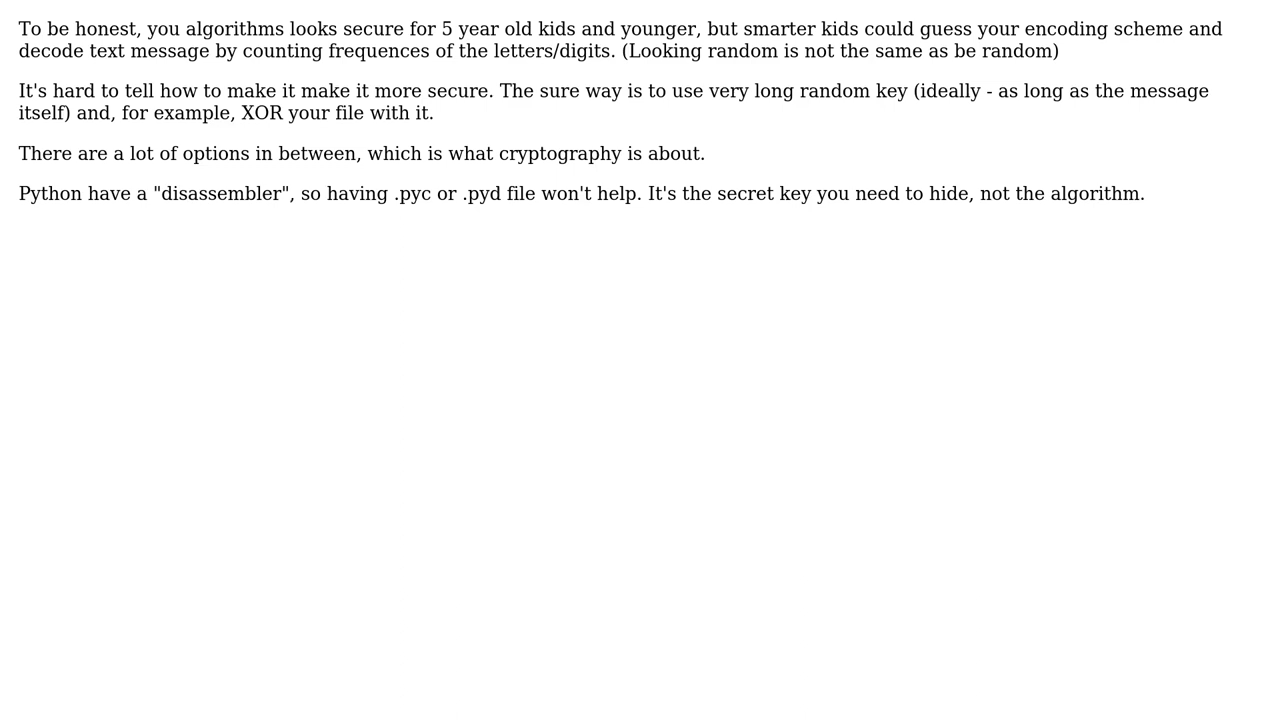 To be honest, you algorithms looks secure for 5 year old kids and younger, but smarter kids could guess your encoding scheme and
decode text message by counting frequences of the letters/digits. (Looking random is not the same as be random)
It's hard to tell how to make it make it more secure. The sure way is to use very long random key (ideally - as long as the message
itself) and, for example, XOR your file with it.
There are a lot of options in between, which is what cryptography is about.
Python have a "disassembler", so having .pyc or .pyd file won't help. It's the secret key you need to hide, not the algorithm.